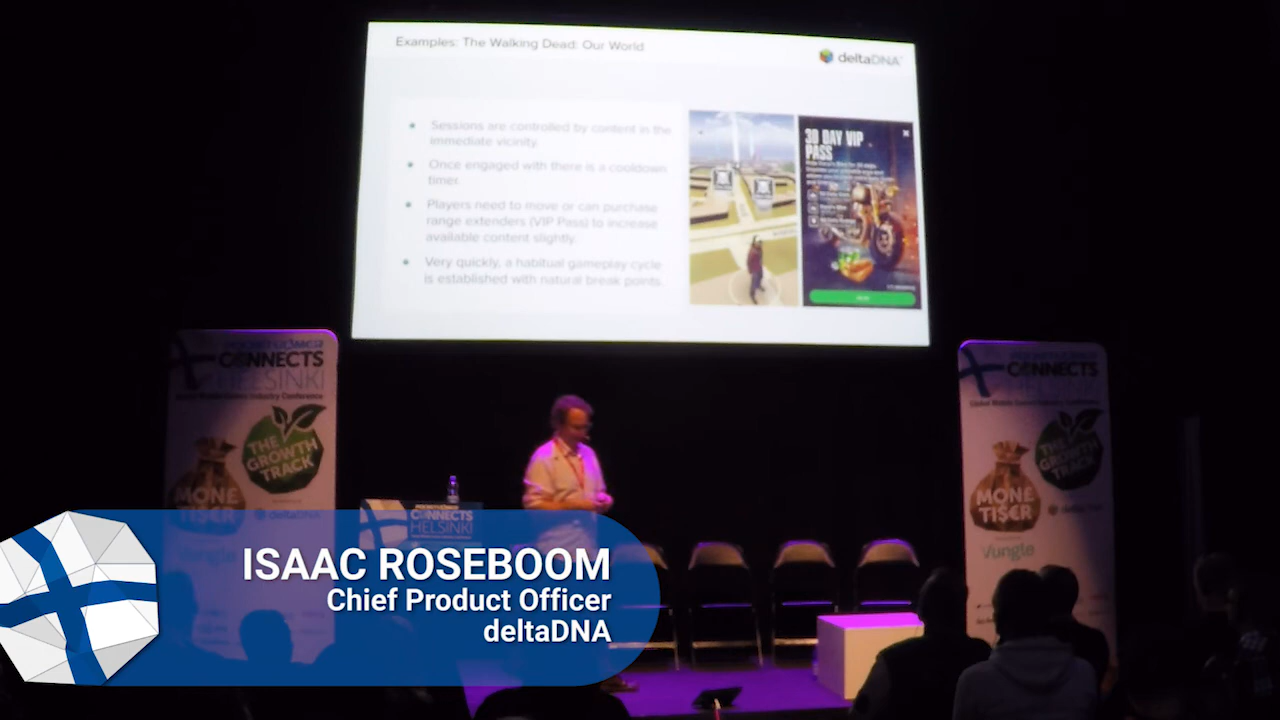 Examples: The Walking Dead: Our World
deltaDNA
Sessions are controlled by content in the
immediate vicinity.
Once engaged with there is a cooldown
timer.
Players need to move or can purchase
range extenders (VIP Pass) to increase
available content slightly.
Very quickly, a habitual gameplay cycle
is established with natural break points.
30 DAY VIP
PASS
CONNECTS
HELSINKI
THE
GROWTH
TRACK
MONE
TISER
deltaDNA
Vungle
CONNECTS
HELSINKI
THE
GROWTH
TRACK
MONE
TISER
Vungle
CONNECTS
HELSINKI
ISAAC ROSEBOOM
Chief Product Officer
deltaDNA